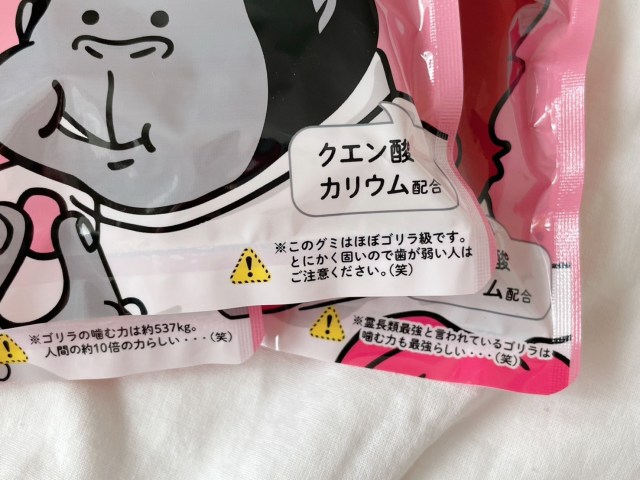 クエン酸
カリウム配合
※このグミはほぼゴリラ級です。
とにかく固いので歯が弱い人は
ご注意ください。(笑)
酸
ム配合
※ゴリラの噛む力は約537kg。
人間の約10倍の力らしい・・・(笑)
※霊長類最強と言われているゴリラは
噛む力も最強らしい・・・(笑)